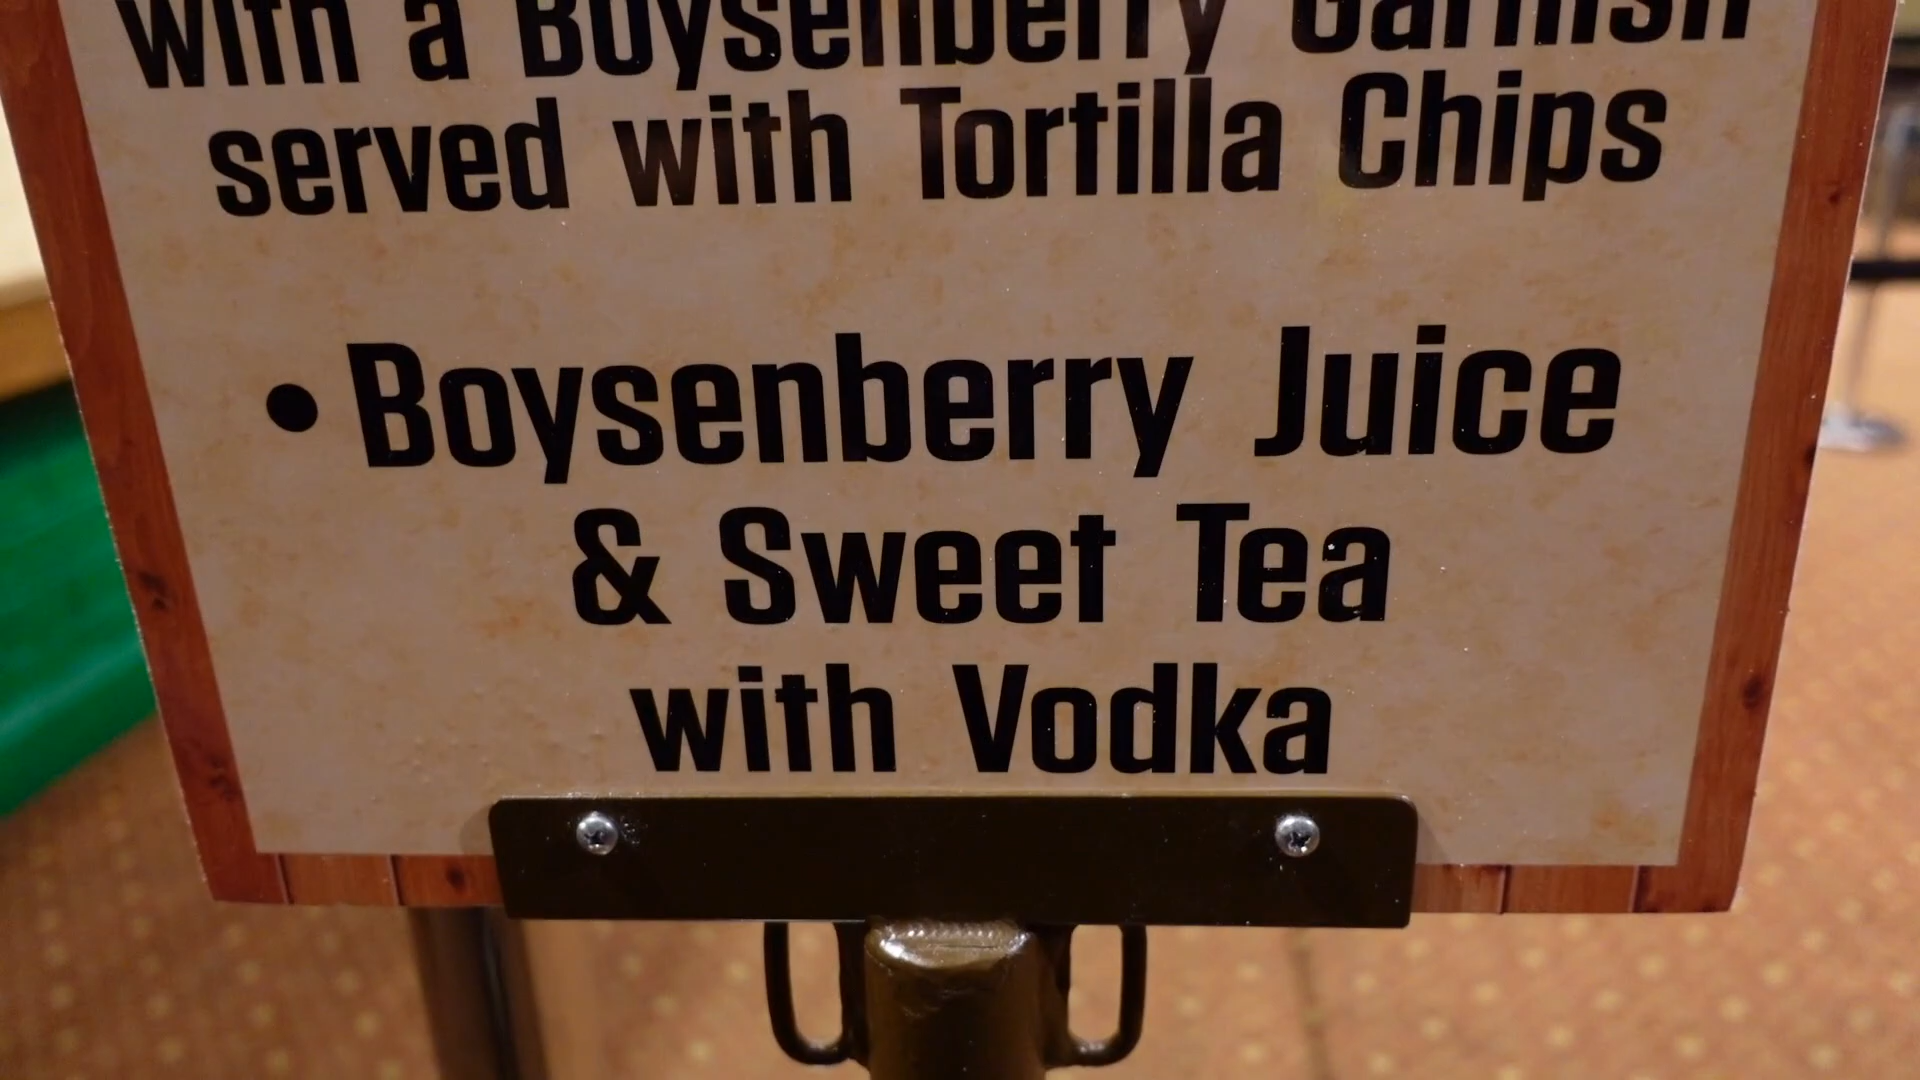 with a Boysenberry Garnish
served with Tortilla Chips
• Boysenberry Juice
& Sweet Tea
with Vodka